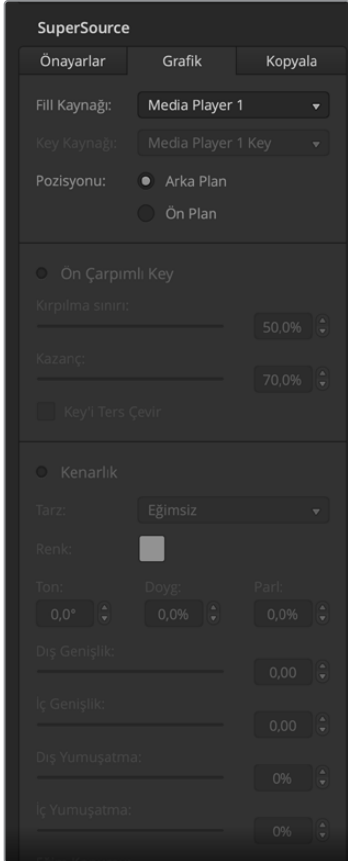 SuperSource
Önayarlar Grafik Kopyala
Fill Kaynağı: Media Player 1
Key Kaynağı: Media Player 1 Key
Pozisyonu: Arka Plan
Ön Plan
Ön Çarpımlı Key
Kırpılma sınırı:
50,0%
Kazanç:
70,0%
Key'i Ters Çevir
Kenarlık
Tarz: Eğimsiz
Renk:
Ton: Doyg: Parl:
0,0° 0,0% 0,0%
Dış Genişlik:
0,00
İç Genişlik:
0,00
Dış Yumuşatma:
0%
İç Yumuşatma:
0%